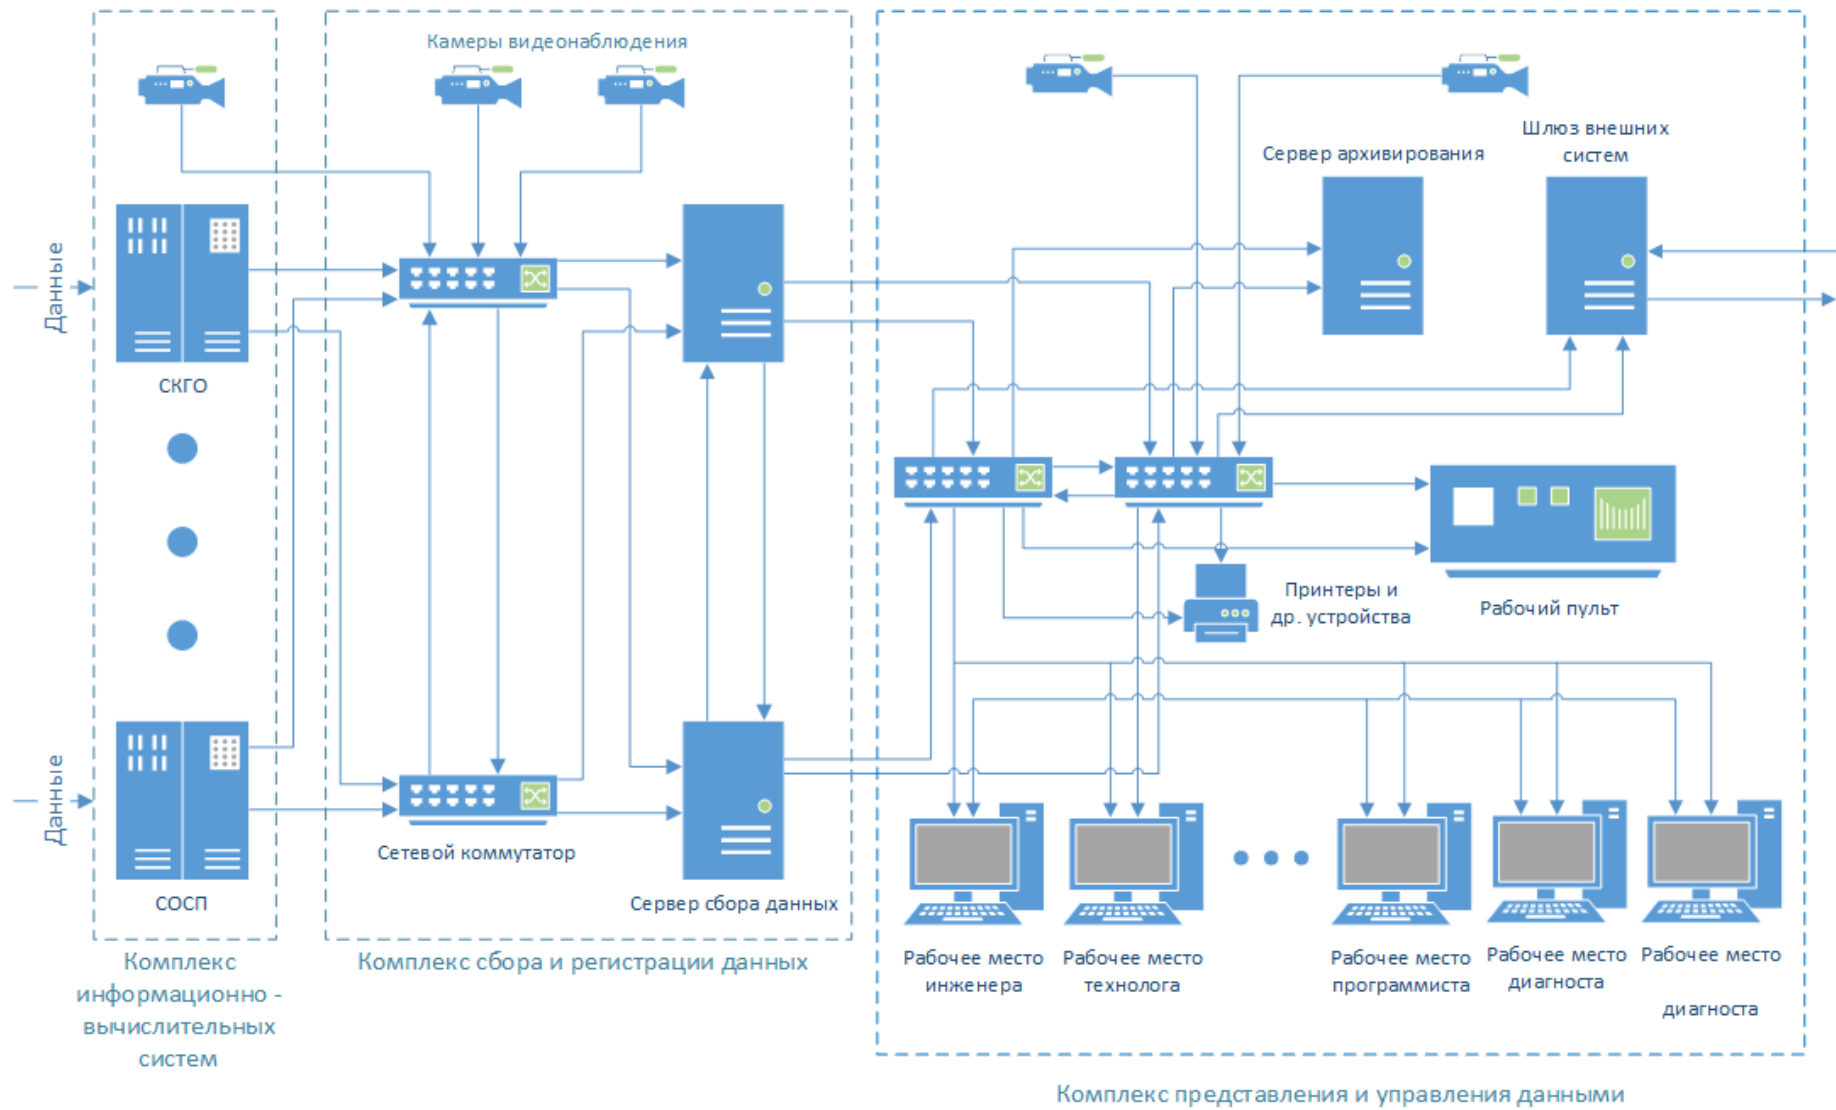 Камеры видеонаблюдения
Шлюз внешних
систем
Сервер архивирования
Данные
СКГО
Принтеры и
др. устройства
Рабочий пульт
Данные
Сетевой коммутатор
СОСП
Сервер сбора данных
Рабочее место
инженера
Рабочее место
технолога
Рабочее место
программиста
Рабочее место
диагноста
Рабочее место
диагноста
Комплекс
информационно -
вычислительных
систем
Комплекс сбора и регистрации данных
Комплекс представления и управления данными